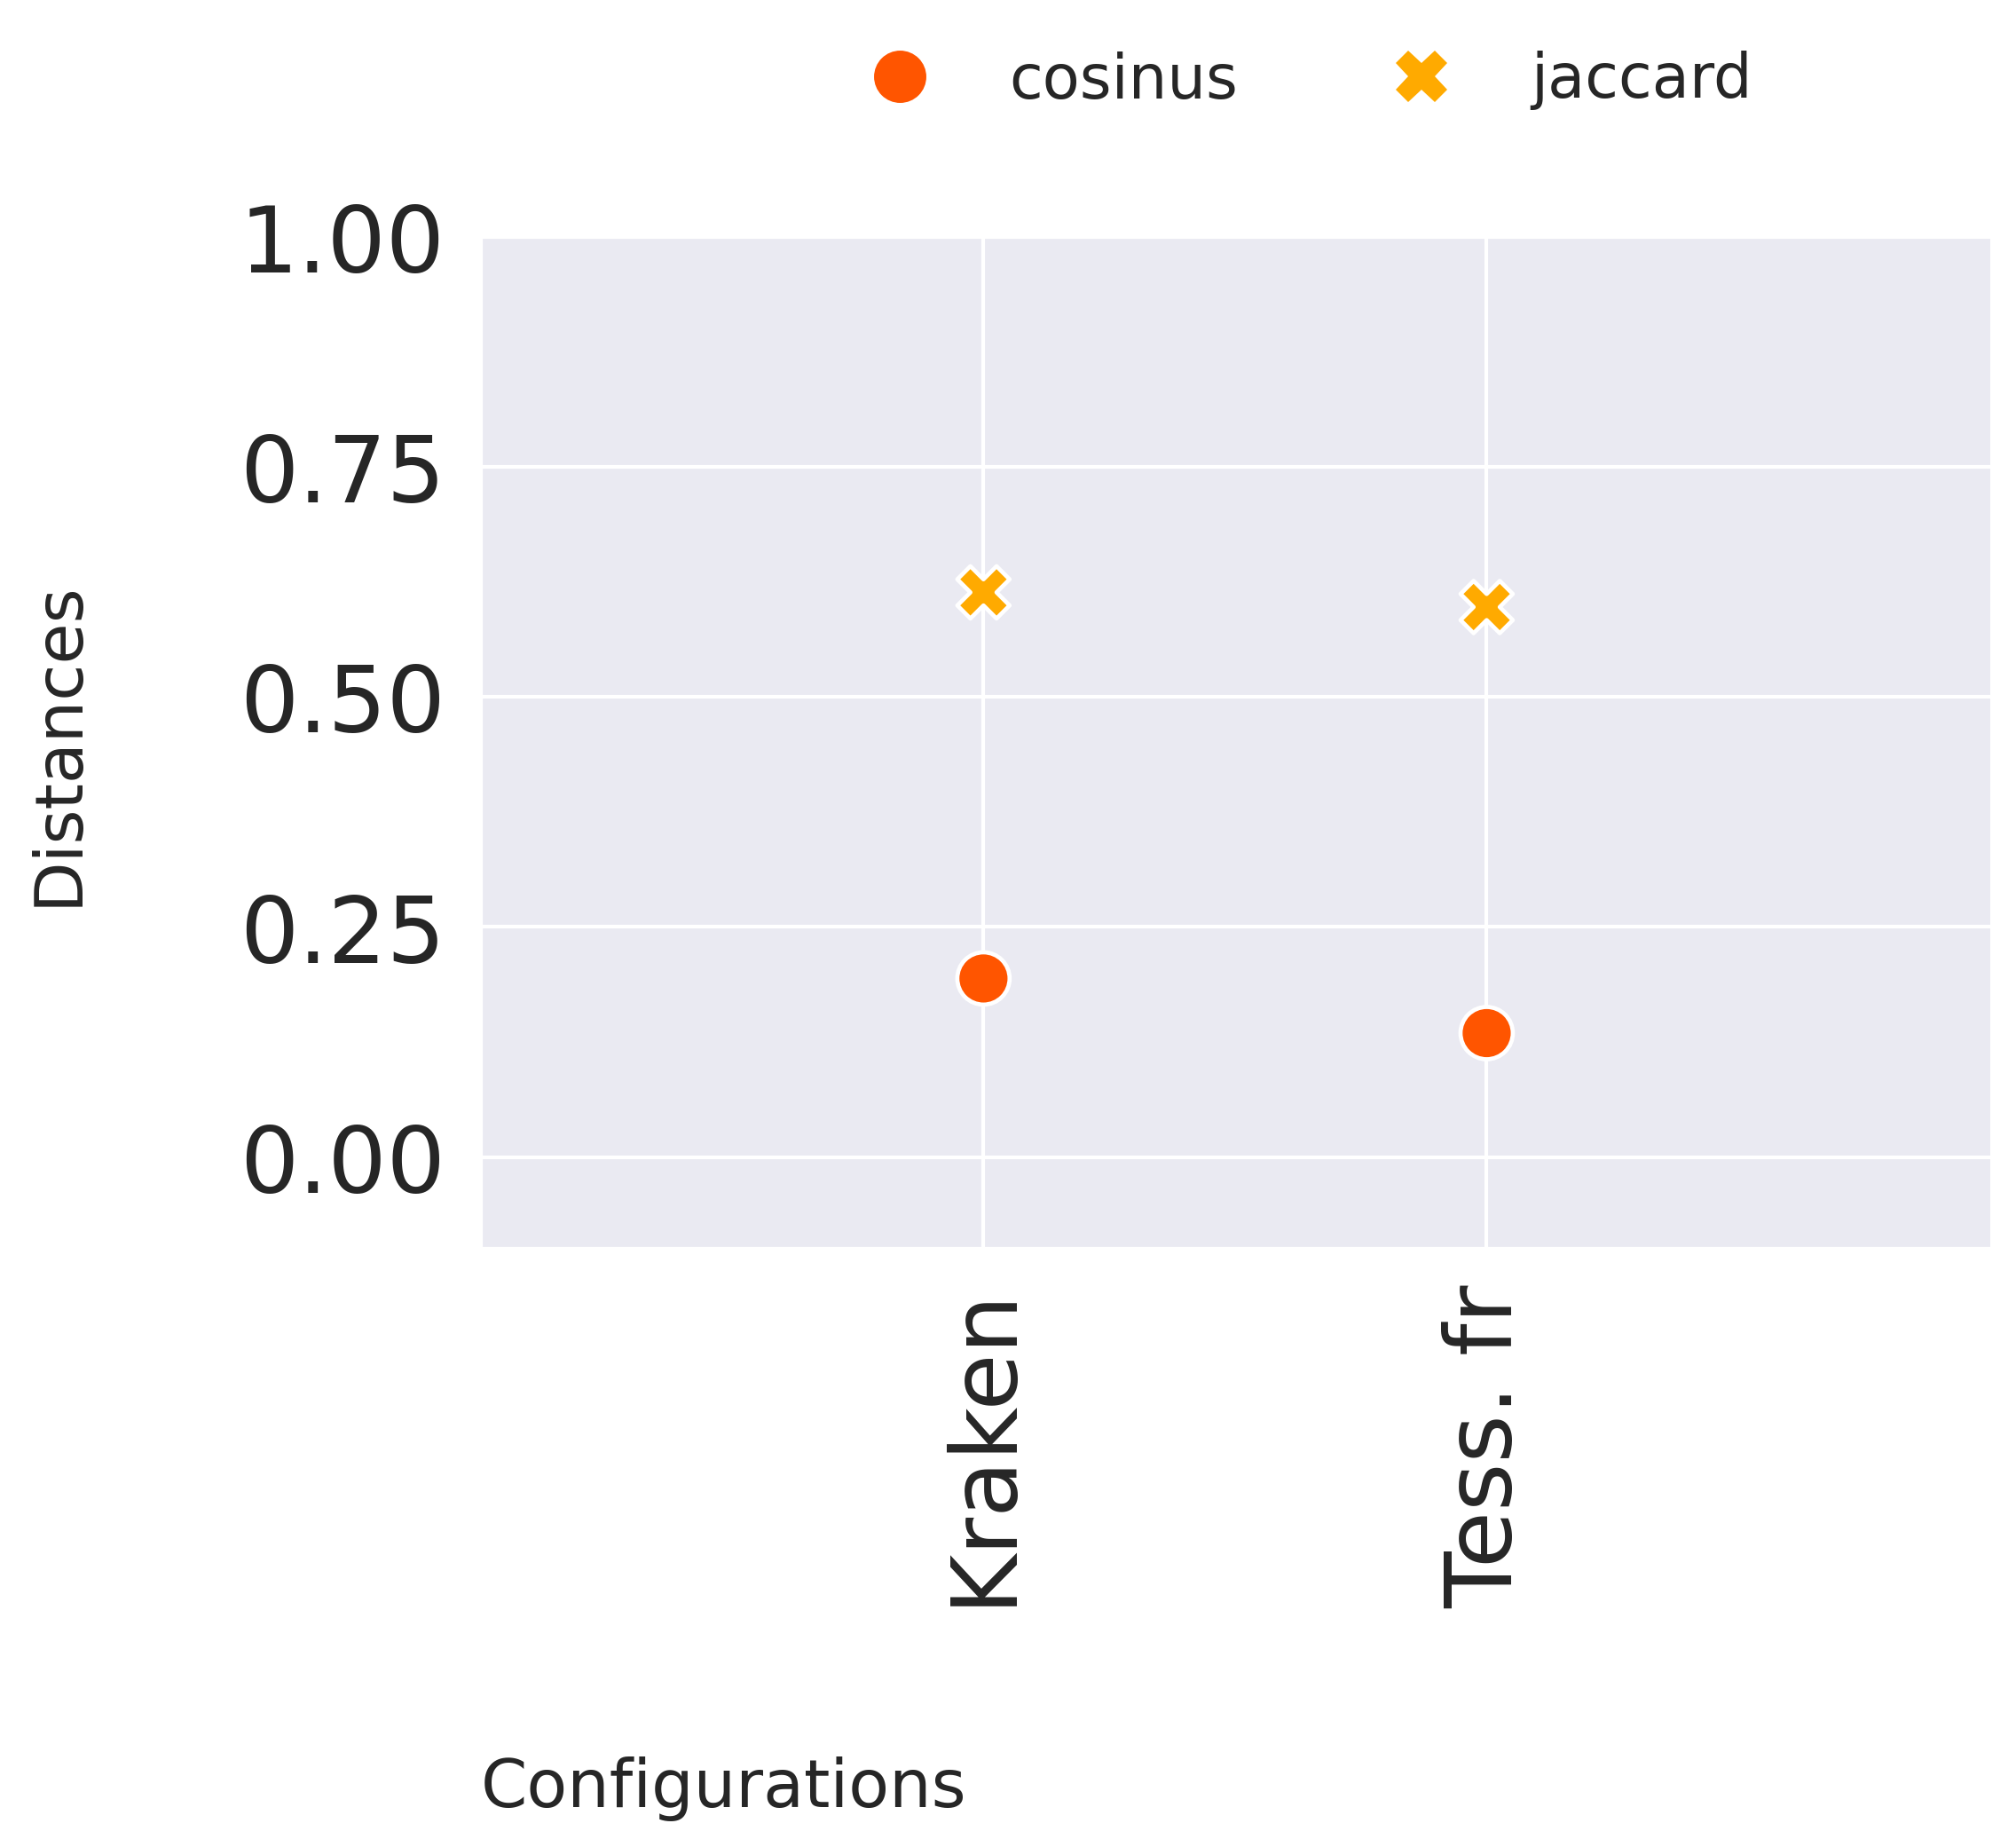 cosinus jaccard
1.00
0.75
0.50
0.25
0.00
Distances
Kraken
Tess. fr
Configurations